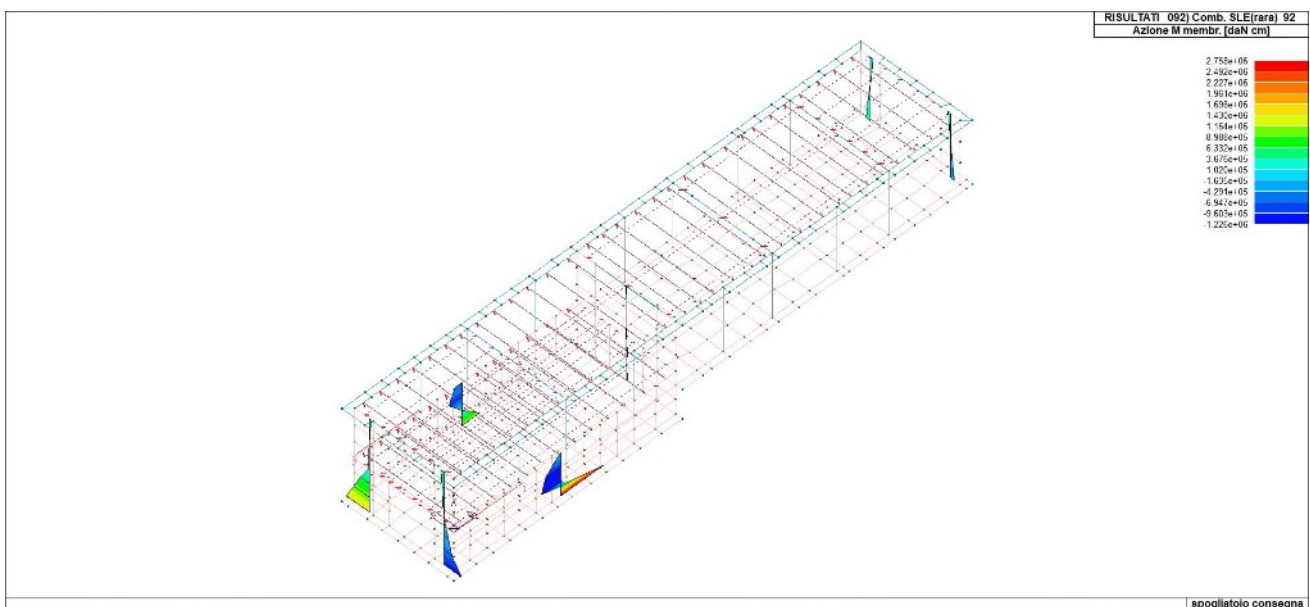 RISULTATI 092) Comb. SLE(rara) 92
Azione M membr. [daN cm]
2.758e+06
2.492e+06
2.227e+06
1.961e+06
1.696e+06
1.430e+06
1.164e+06
8.988e+05
6.332e+05
3.676e+05
1.020e+05
-1.636e+05
-4.291e+05
-6.947e+05
-9.603e+05
-1.226e+06
spogliatoio consegna